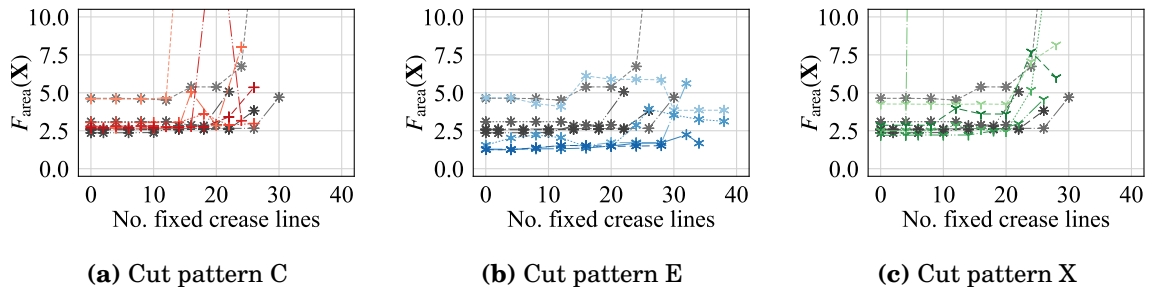 10.0
7.5
5.0
2.5
0.0
F_area(X)
0 10 20 30 40
No. fixed crease lines
(a) Cut pattern C
10.0
7.5
5.0
2.5
0.0
F_area(X)
0 10 20 30 40
No. fixed crease lines
(b) Cut pattern E
10.0
7.5
5.0
2.5
0.0
F_area(X)
0 10 20 30 40
No. fixed crease lines
(c) Cut pattern X